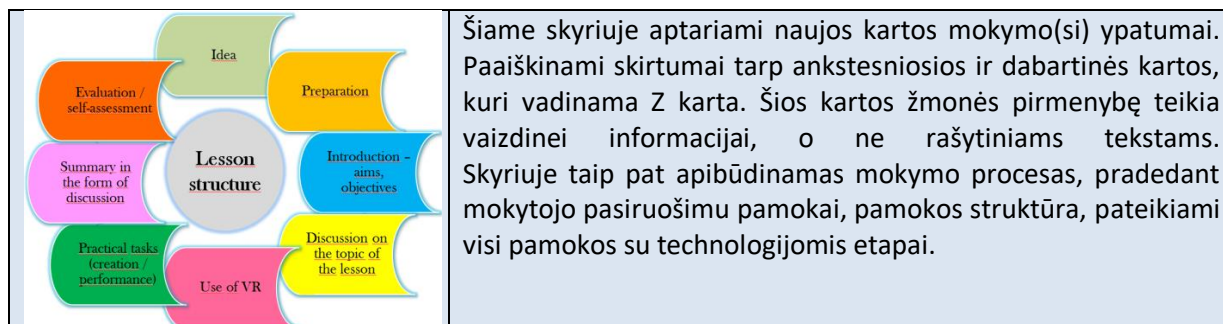 Idea
Preparation
Introduction –
aims,
objectives
Discussion on
the topic of
the lesson
Use of VR
Practical tasks
(creation /
performance)
Summary in
the form of
discussion
Evaluation /
self-assessment
Lesson
structure
Šiame skyriuje aptariami naujos kartos mokymo(si) ypatumai.
Paaiškinami skirtumai tarp ankstesniosios ir dabartinės kartos,
kuri vadinama Z karta. Šios kartos žmonės pirmenybę teikia
vaizdinei informacijai, o ne rašytiniams tekstams.
Skyriuje taip pat apibūdinamas mokymo procesas, pradedant
mokytojo pasiruošimu pamokai, pamokos struktūra, pateikiami
visi pamokos su technologijomis etapai.